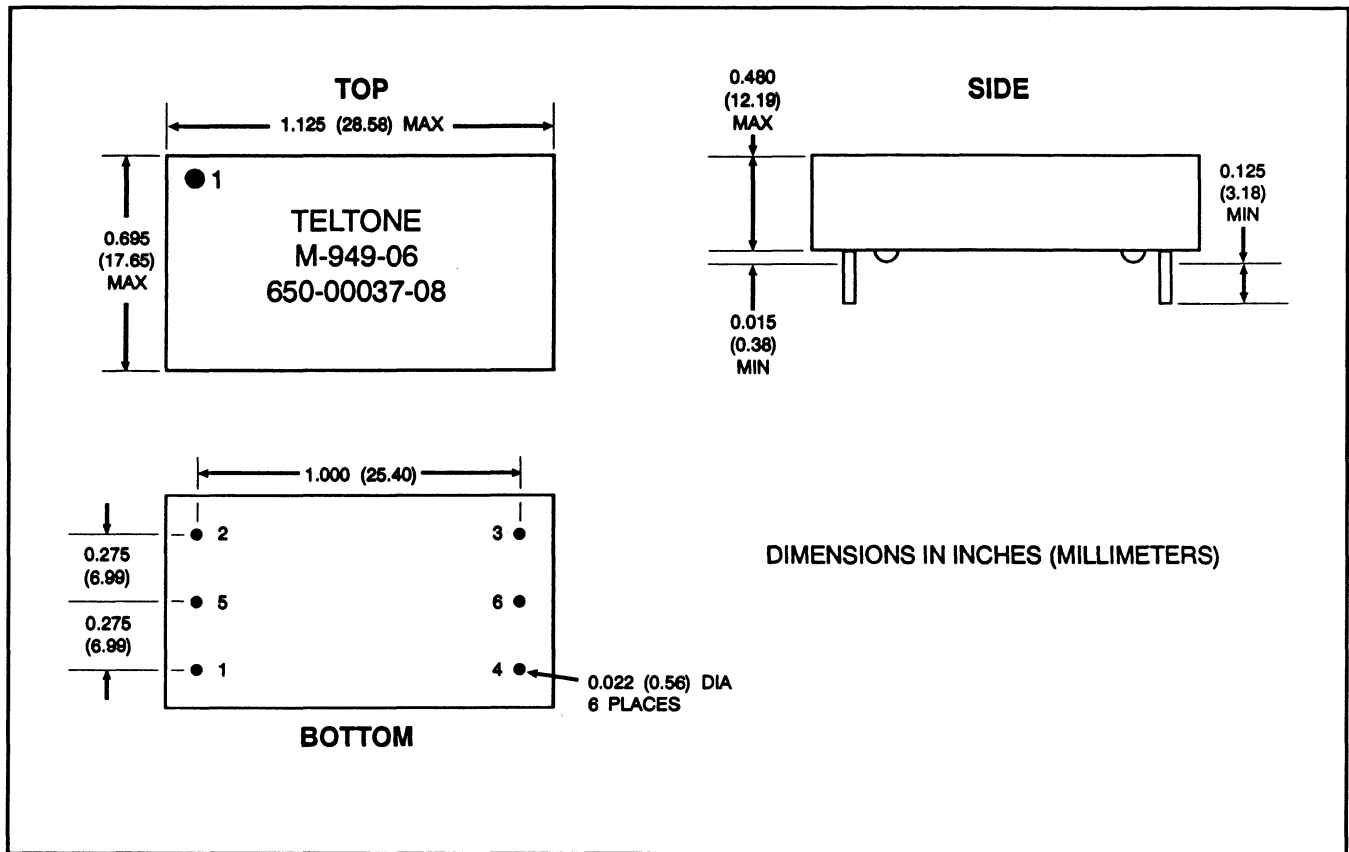 TOP
1.125 (28.58) MAX
0.695
(17.65)
MAX
1
TELTONE
M-949-06
650-00037-08
0.480
(12.19)
MAX
SIDE
0.125
(3.18)
MIN
0.015
(0.38)
MIN
1.000 (25.40)
0.275
(6.99)
0.275
(6.99)
2
3
5
6
1
4
0.022 (0.56) DIA
6 PLACES
BOTTOM
DIMENSIONS IN INCHES (MILLIMETERS)